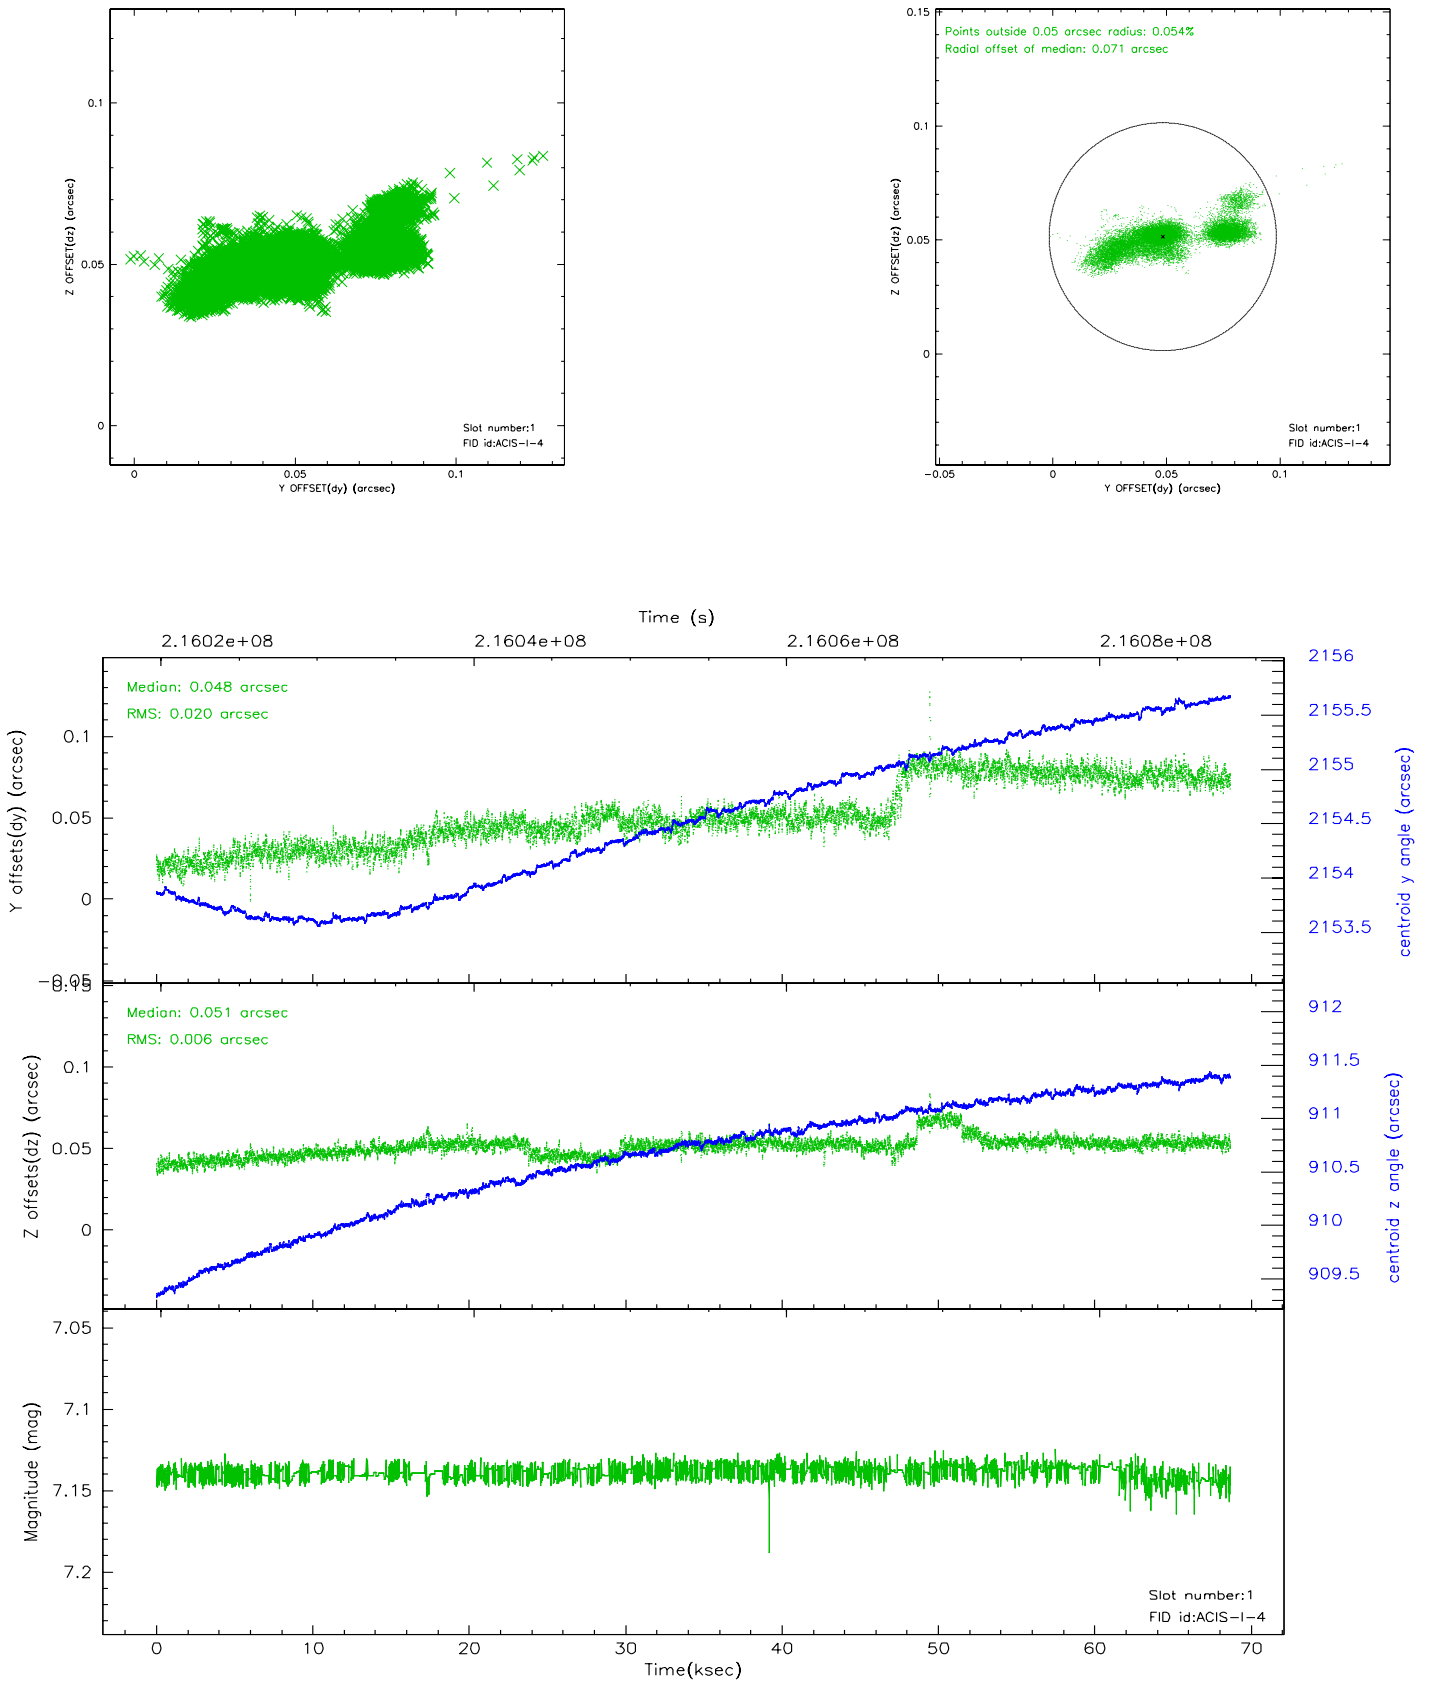 0.1
0.05
0
Z OFFSET(dz) (arcsec)
0
0.05
0.1
Y OFFSET(dy) (arcsec)
Slot number:1
FID id:ACIS-I-4
Points outside 0.05 arcsec radius: 0.054%
Radial offset of median: 0.071 arcsec
0.15
0.1
0.05
0
Z OFFSET(dz) (arcsec)
-0.05
0
0.05
0.1
Y OFFSET(dy) (arcsec)
Slot number:1
FID id:ACIS-I-4
Time (s)
2.1602e+08
2.1604e+08
2.1606e+08
2.1608e+08
Median: 0.048 arcsec
RMS: 0.020 arcsec
0.1
0.05
0
-0.05
Y offsets(dy) (arcsec)
2156
2155.5
2155
2154.5
2154
2153.5
centroid y angle (arcsec)
Median: 0.051 arcsec
RMS: 0.006 arcsec
0.15
0.1
0.05
0
Z offsets(dz) (arcsec)
912
911.5
911
910.5
910
909.5
centroid z angle (arcsec)
7.05
7.1
7.15
7.2
Magnitude (mag)
Slot number:1
FID id:ACIS-I-4
0
10
20
30
40
50
60
70
Time(ksec)